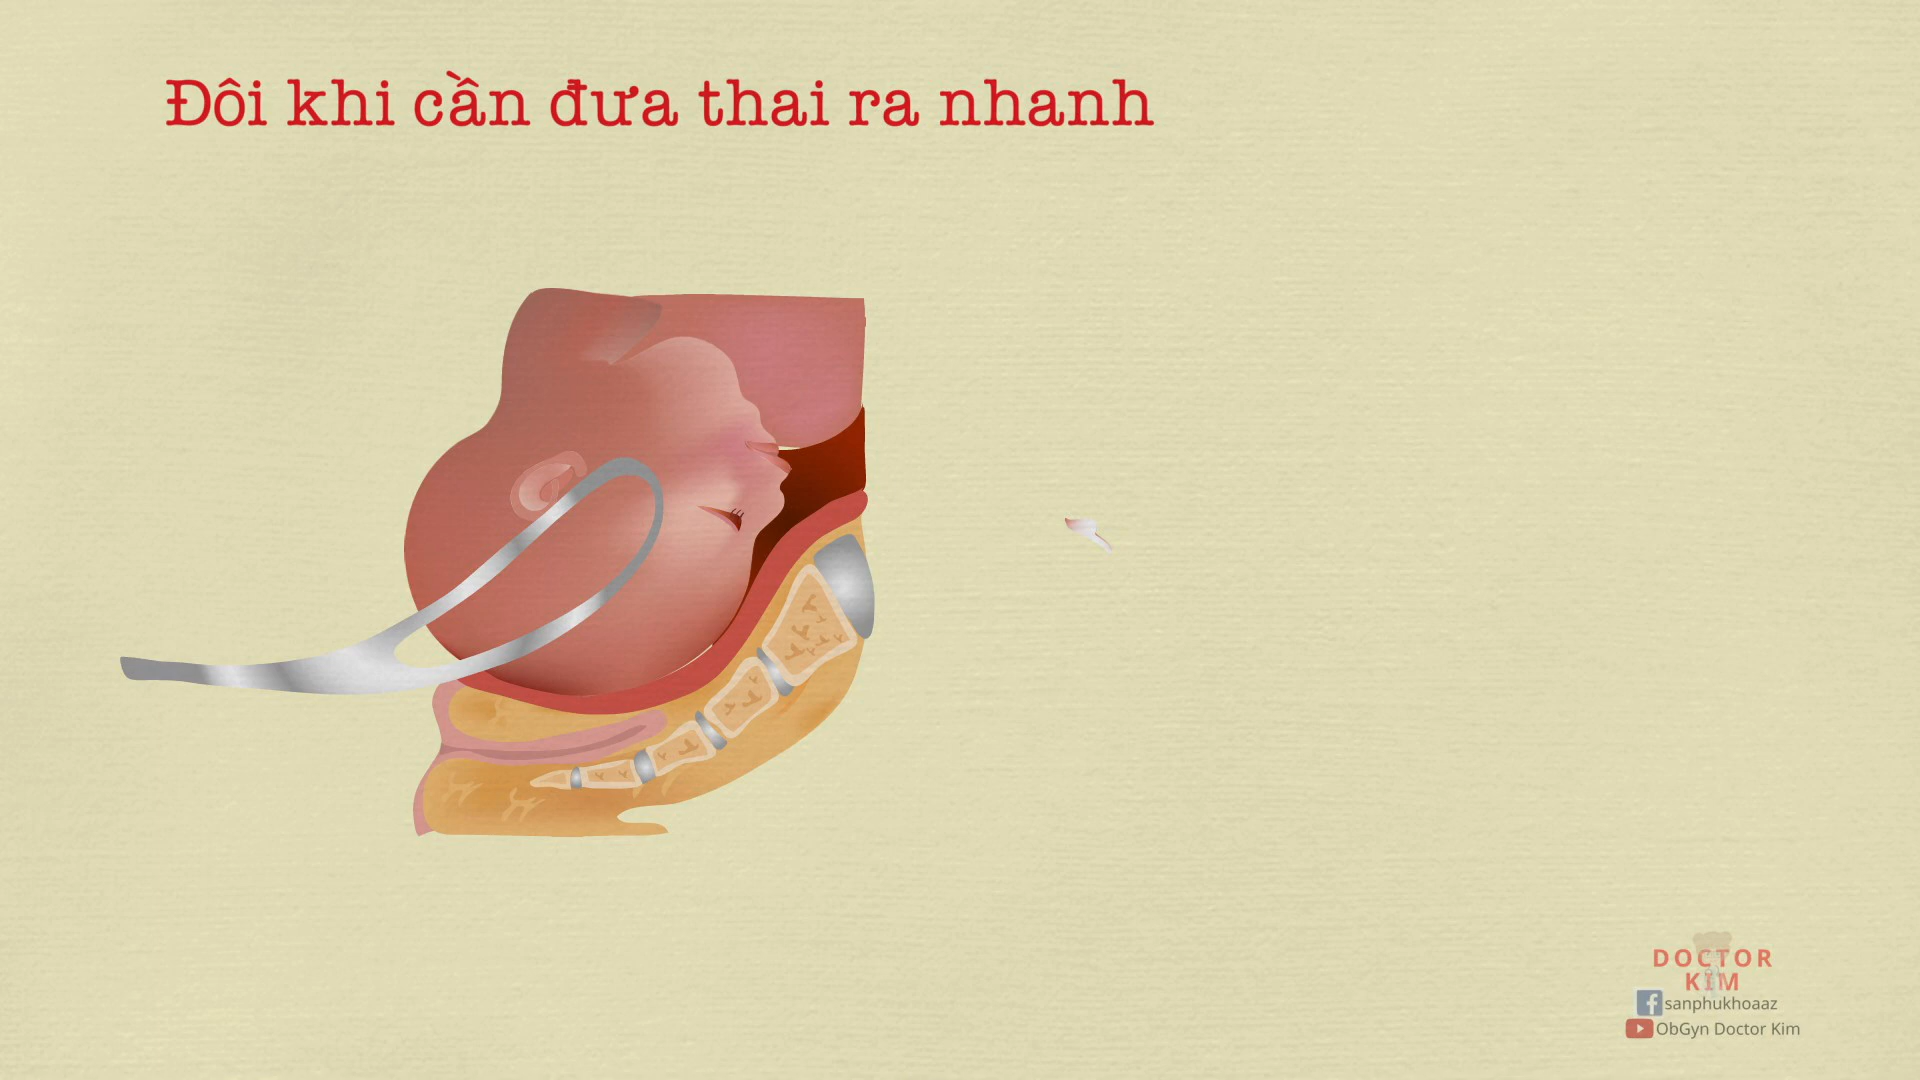 Đôi khi cần đưa thai ra nhanh
DOCTOR
KIM
sanphukhoaaz
ObGyn Doctor Kim